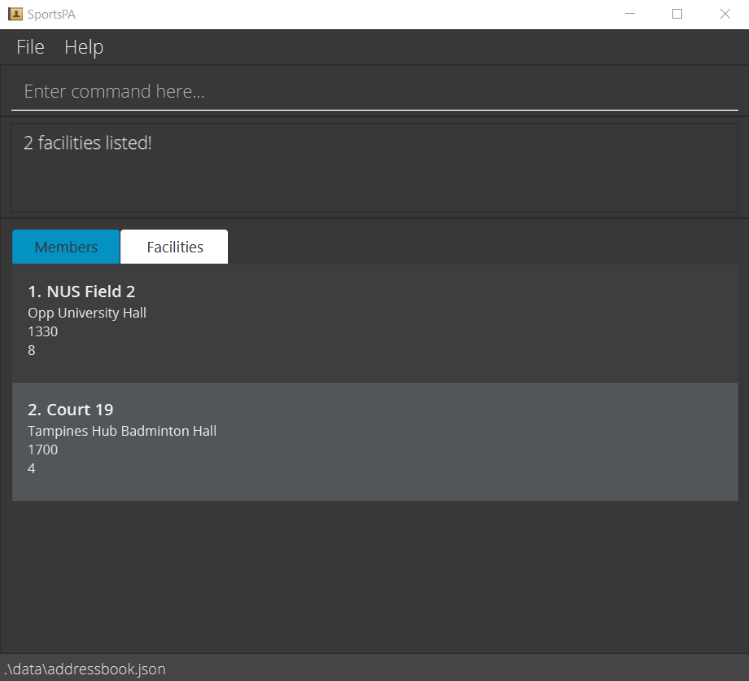 SportsPA
File Help
Enter command here...
2 facilities listed!
Members Facilities
1. NUS Field 2
Opp University Hall
1330
8
2. Court 19
Tampines Hub Badminton Hall
1700
4
.\data\addressbook.json